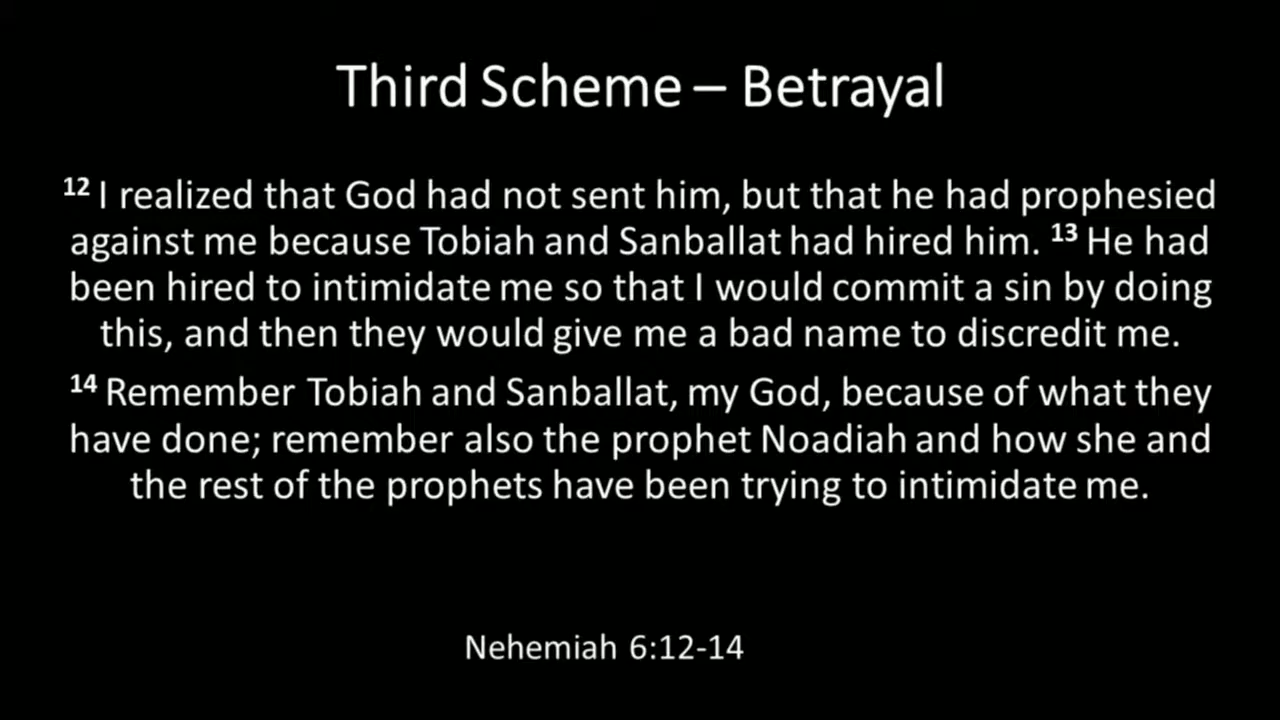 Third Scheme – Betrayal
12 I realized that God had not sent him, but that he had prophesied
against me because Tobiah and Sanballat had hired him. 13 He had
been hired to intimidate me so that I would commit a sin by doing
this, and then they would give me a bad name to discredit me.
14 Remember Tobiah and Sanballat, my God, because of what they
have done; remember also the prophet Noadiah and how she and
the rest of the prophets have been trying to intimidate me.
Nehemiah 6:12-14